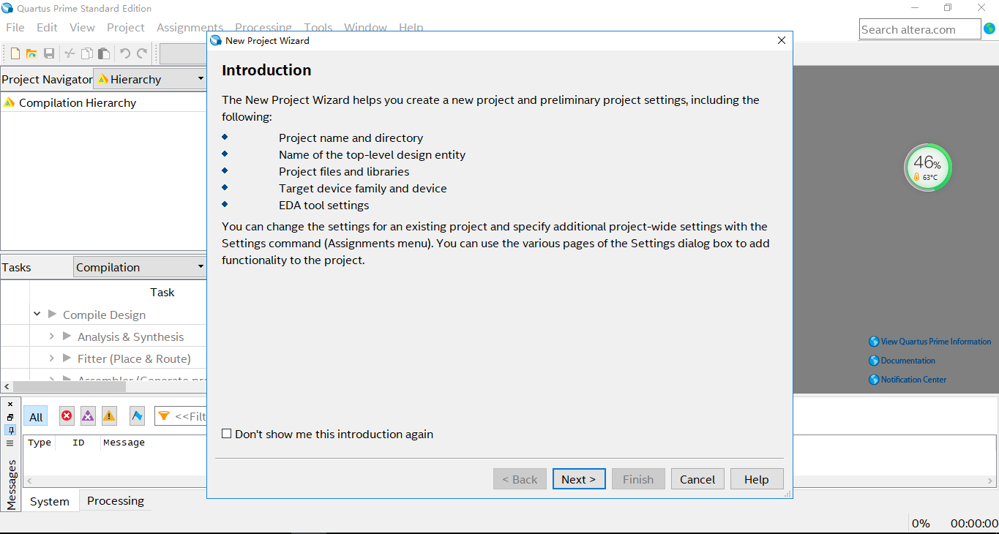 Quartus Prime Standard Edition
File Edit View Project Assignments Processing Tools Window Help
Search altera.com
Project Navigator Hierarchy
Compilation Hierarchy
Tasks Compilation
Task
Compile Design
Analysis & Synthesis
Fitter (Place & Route)
Assembler (Generate
New Project Wizard
Introduction
The New Project Wizard helps you create a new project and preliminary project settings, including the
following:
Project name and directory
Name of the top-level design entity
Project files and libraries
Target device family and device
EDA tool settings
You can change the settings for an existing project and specify additional project-wide settings with the
Settings command (Assignments menu). You can use the various pages of the Settings dialog box to add
functionality to the project.
Don't show me this introduction again
< Back Next > Finish Cancel Help
46%
63°C
View Quartus Prime Information
Documentation
Notification Center
All <<Filt
Type ID Message
Messages
System Processing
0% 00:00:00